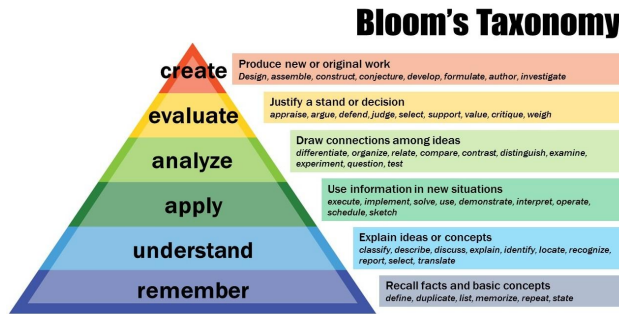 Bloom's Taxonomy
create
Produce new or original work
Design, assemble, construct, conjecture, develop, formulate, author, investigate
evaluate
Justify a stand or decision
appraise, argue, defend, judge, select, support, value, critique, weigh
analyze
Draw connections among ideas
differentiate, organize, relate, compare, contrast, distinguish, examine,
experiment, question, test
apply
Use information in new situations
execute, implement, solve, use, demonstrate, interpret, operate,
schedule, sketch
understand
Explain ideas or concepts
classify, describe, discuss, explain, identify, locate, recognize,
report, select, translate
remember
Recall facts and basic concepts
define, duplicate, list, memorize, repeat, state